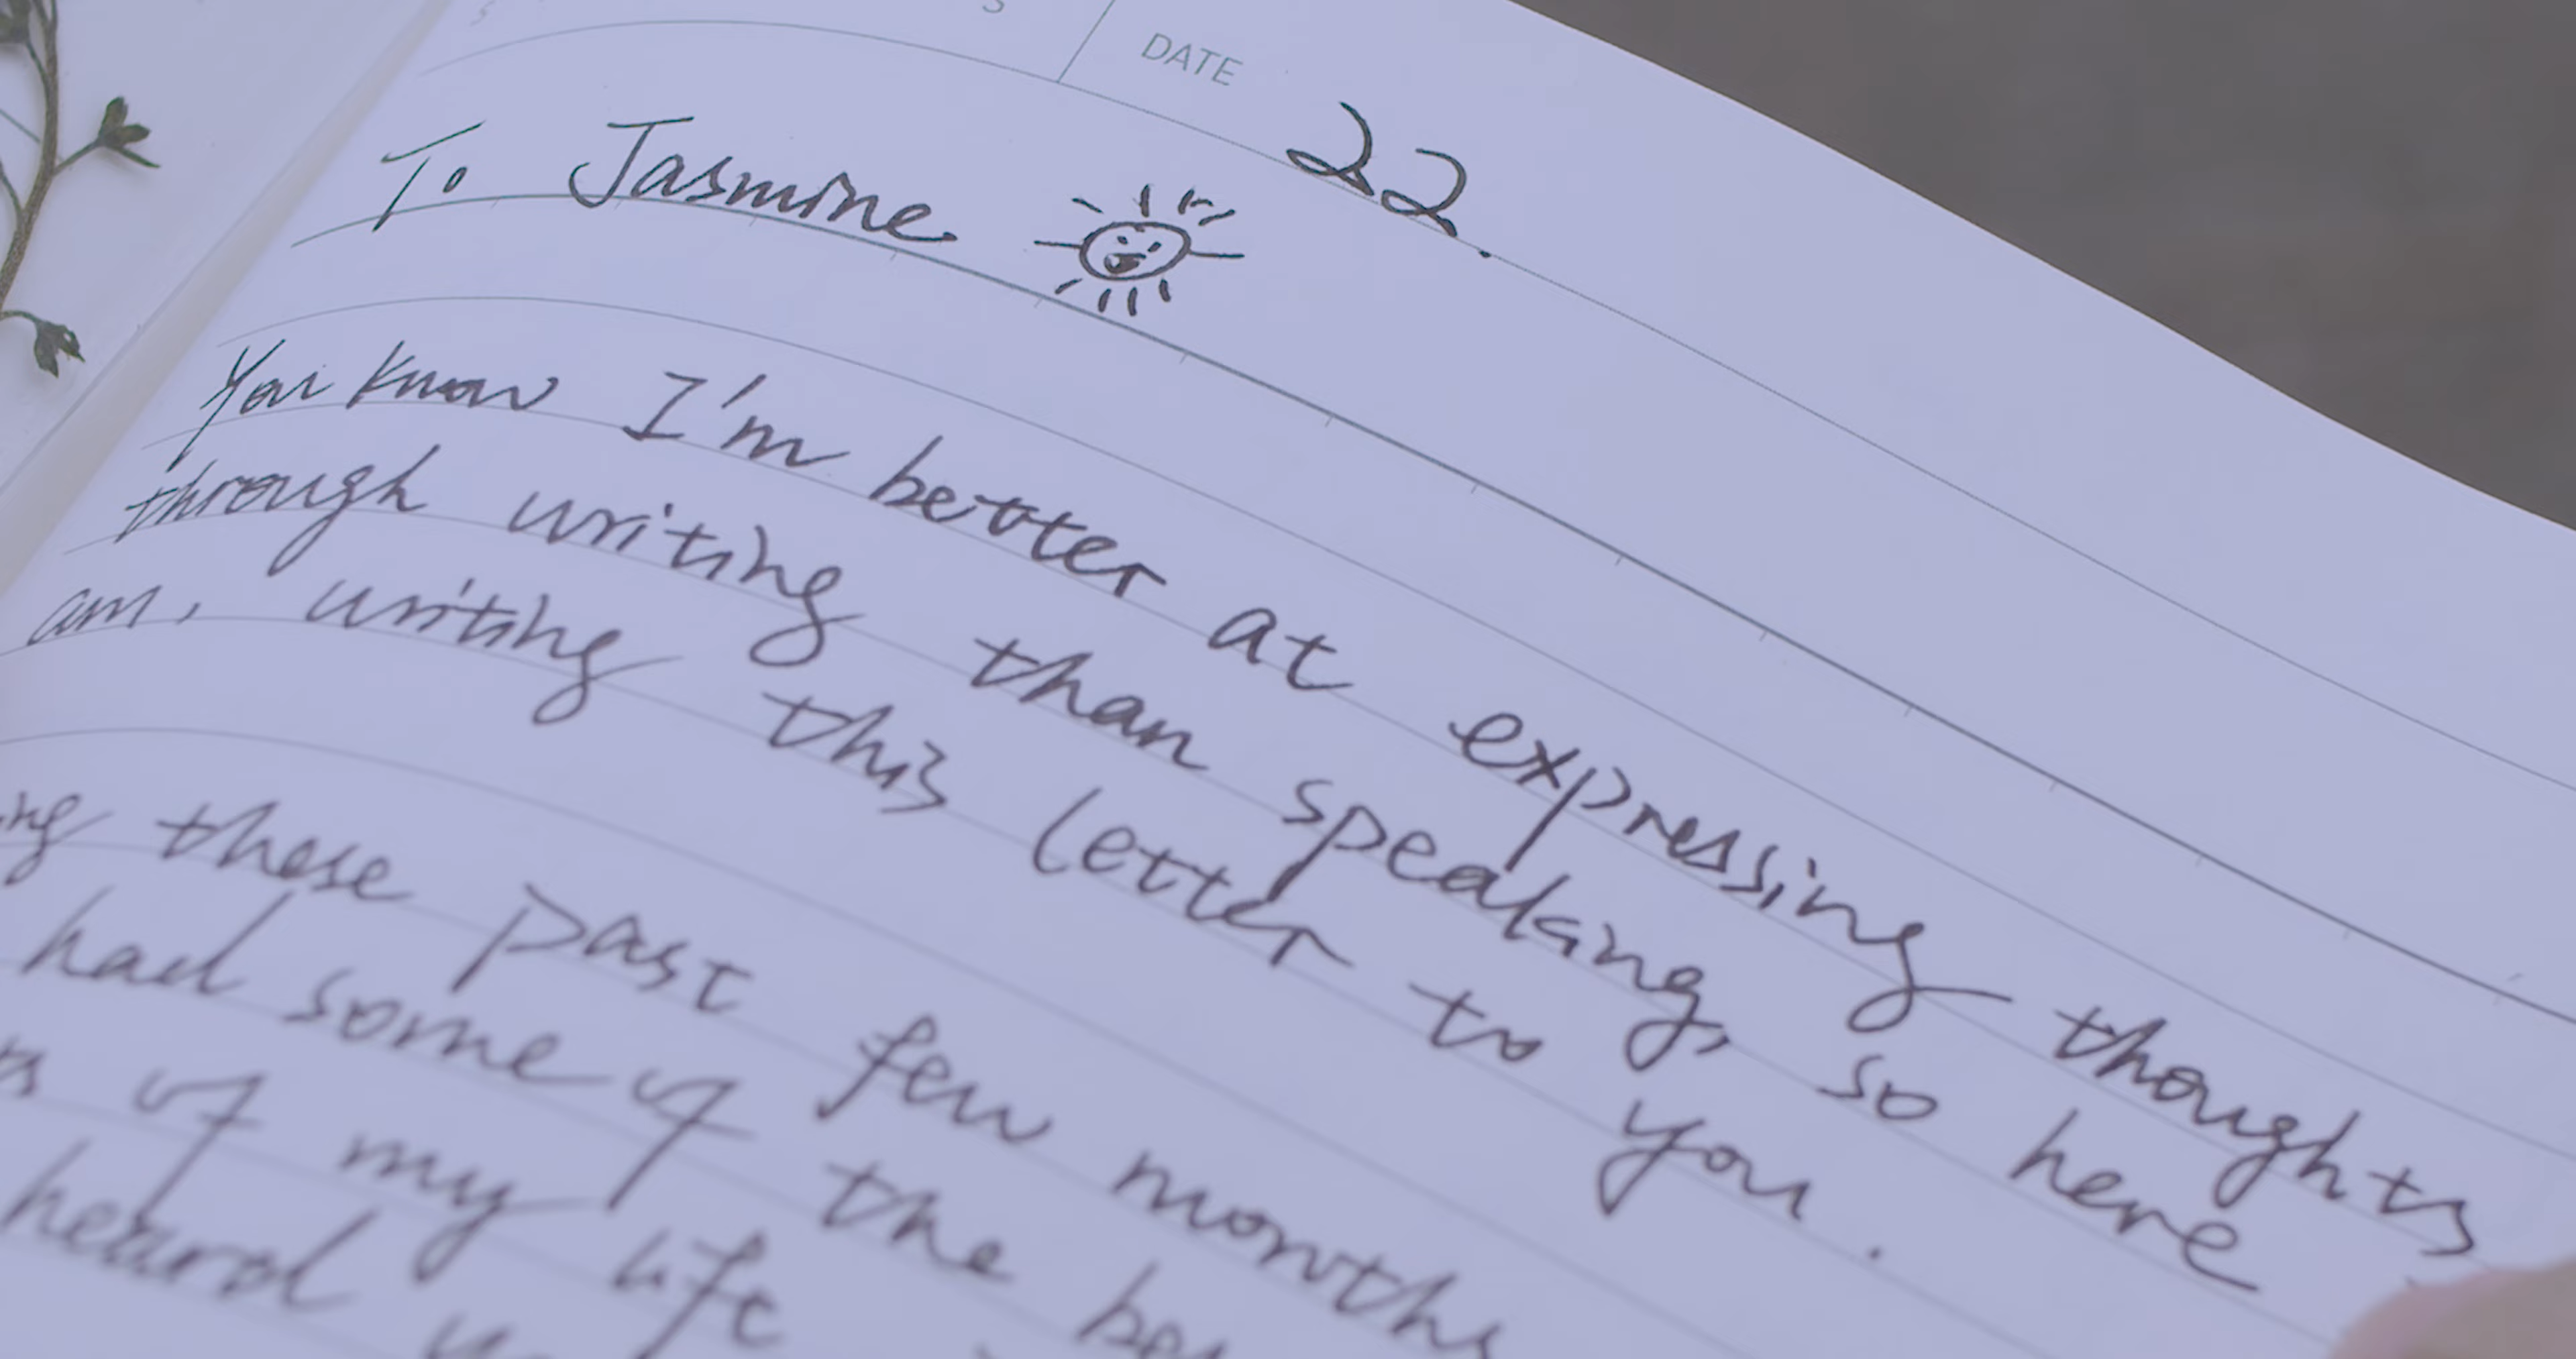 DATE
22.
To Jasmine
You know I'm better at expressing thoughts
through writing than speaking, so here
am, writing this letter to you.
these past few months
had some of the
of my life
heard